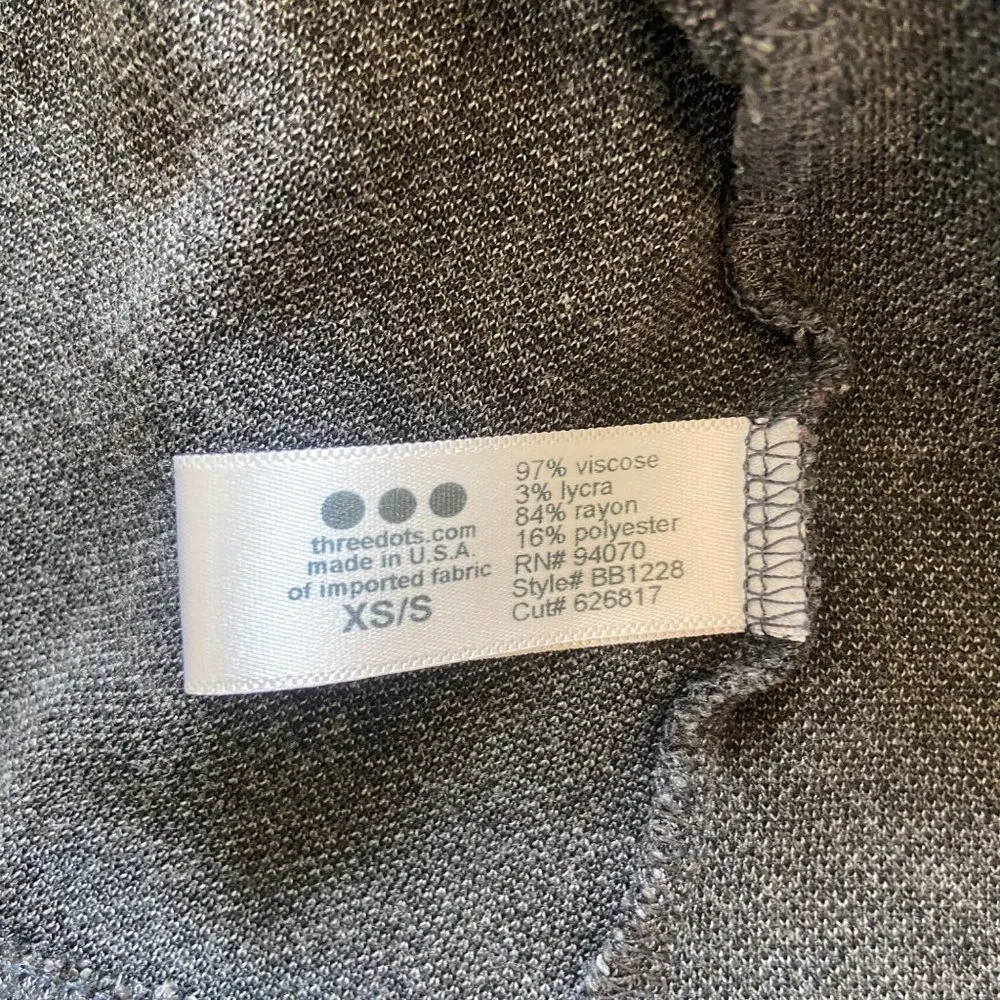 threedots.com
made in U.S.A.
of imported fabric
XS/S
97% viscose
3% lycra
84% rayon
16% polyester
RN# 94070
Style# BB1228
Cut# 626817